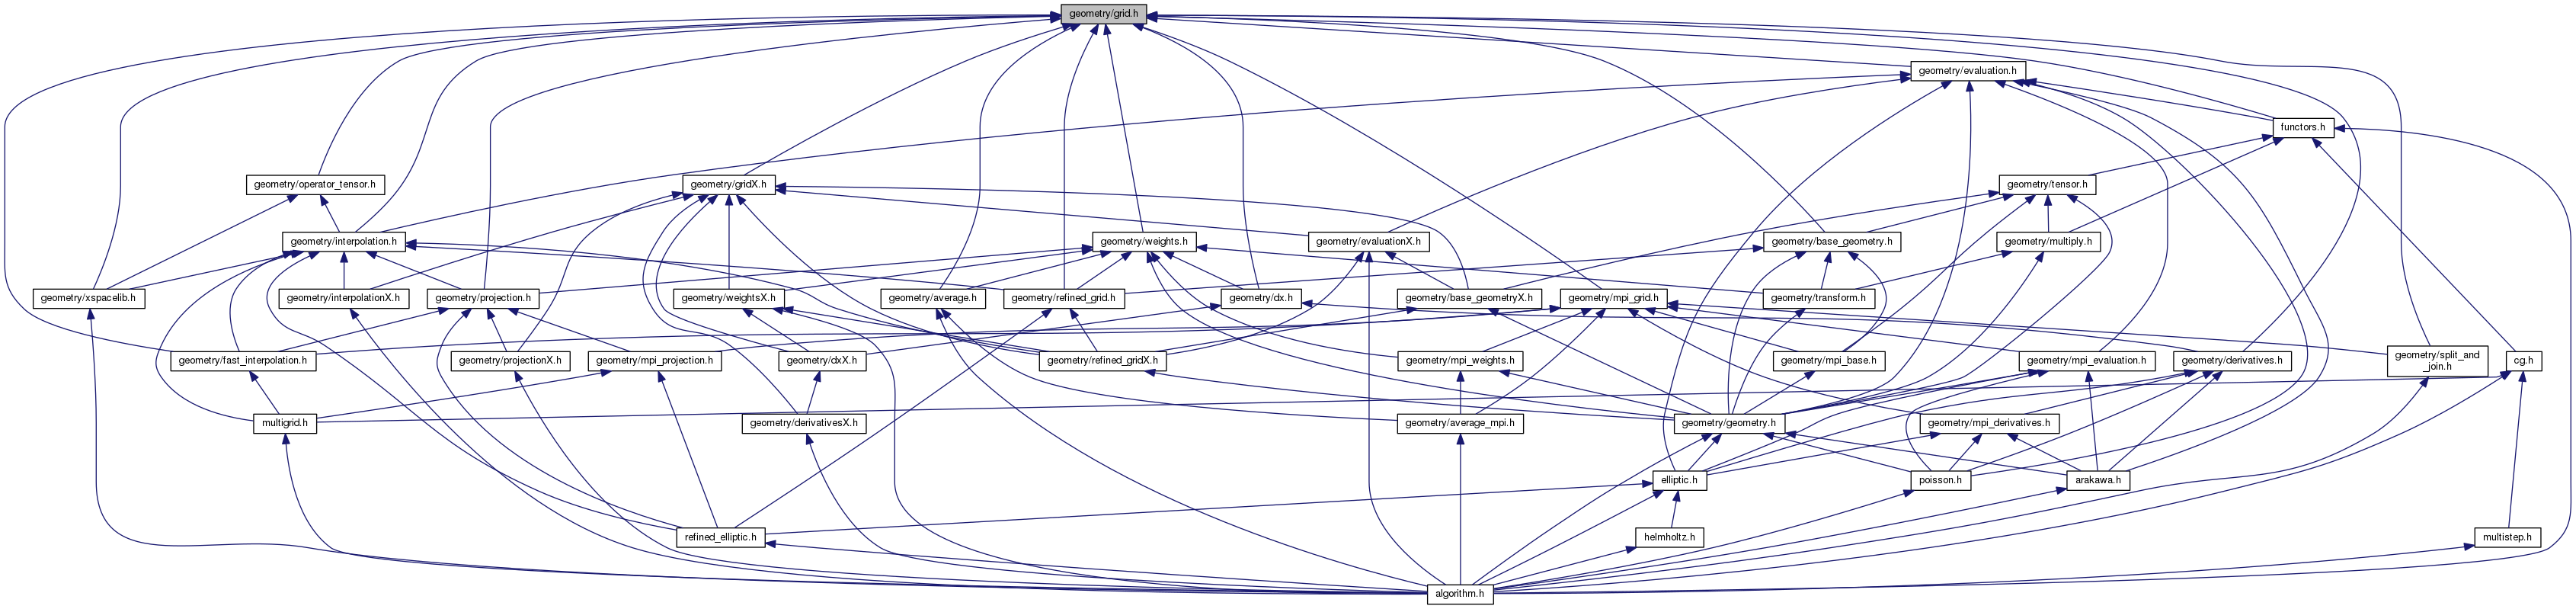 geometry/grid.h
geometry/evaluation.h
functors.h
geometry/operator_tensor.h
geometry/gridX.h
geometry/tensor.h
geometry/interpolation.h
geometry/weights.h
geometry/evaluationX.h
geometry/base_geometry.h
geometry/multiply.h
geometry/xspacelib.h
geometry/interpolationX.h
geometry/projection.h
geometry/weightsX.h
geometry/average.h
geometry/refined_grid.h
geometry/dx.h
geometry/base_geometryX.h
geometry/mpi_grid.h
geometry/transform.h
geometry/fast_interpolation.h
geometry/projectionX.h
geometry/mpi_projection.h
geometry/dxX.h
geometry/refined_gridX.h
geometry/mpi_weights.h
geometry/mpi_base.h
geometry/mpi_evaluation.h
geometry/derivatives.h
geometry/split_and
_join.h
cg.h
multigrid.h
geometry/derivativesX.h
geometry/average_mpi.h
geometry/geometry.h
geometry/mpi_derivatives.h
elliptic.h
poisson.h
arakawa.h
refined_elliptic.h
helmholtz.h
multistep.h
algorithm.h